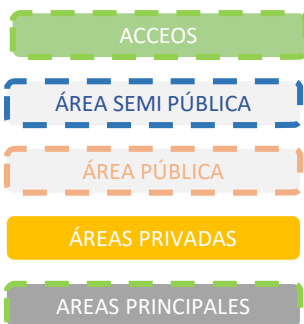 ACCEOS
ÁREA SEMI PÚBLICA
ÁREA PÚBLICA
ÁREAS PRIVADAS
AREAS PRINCIPALES